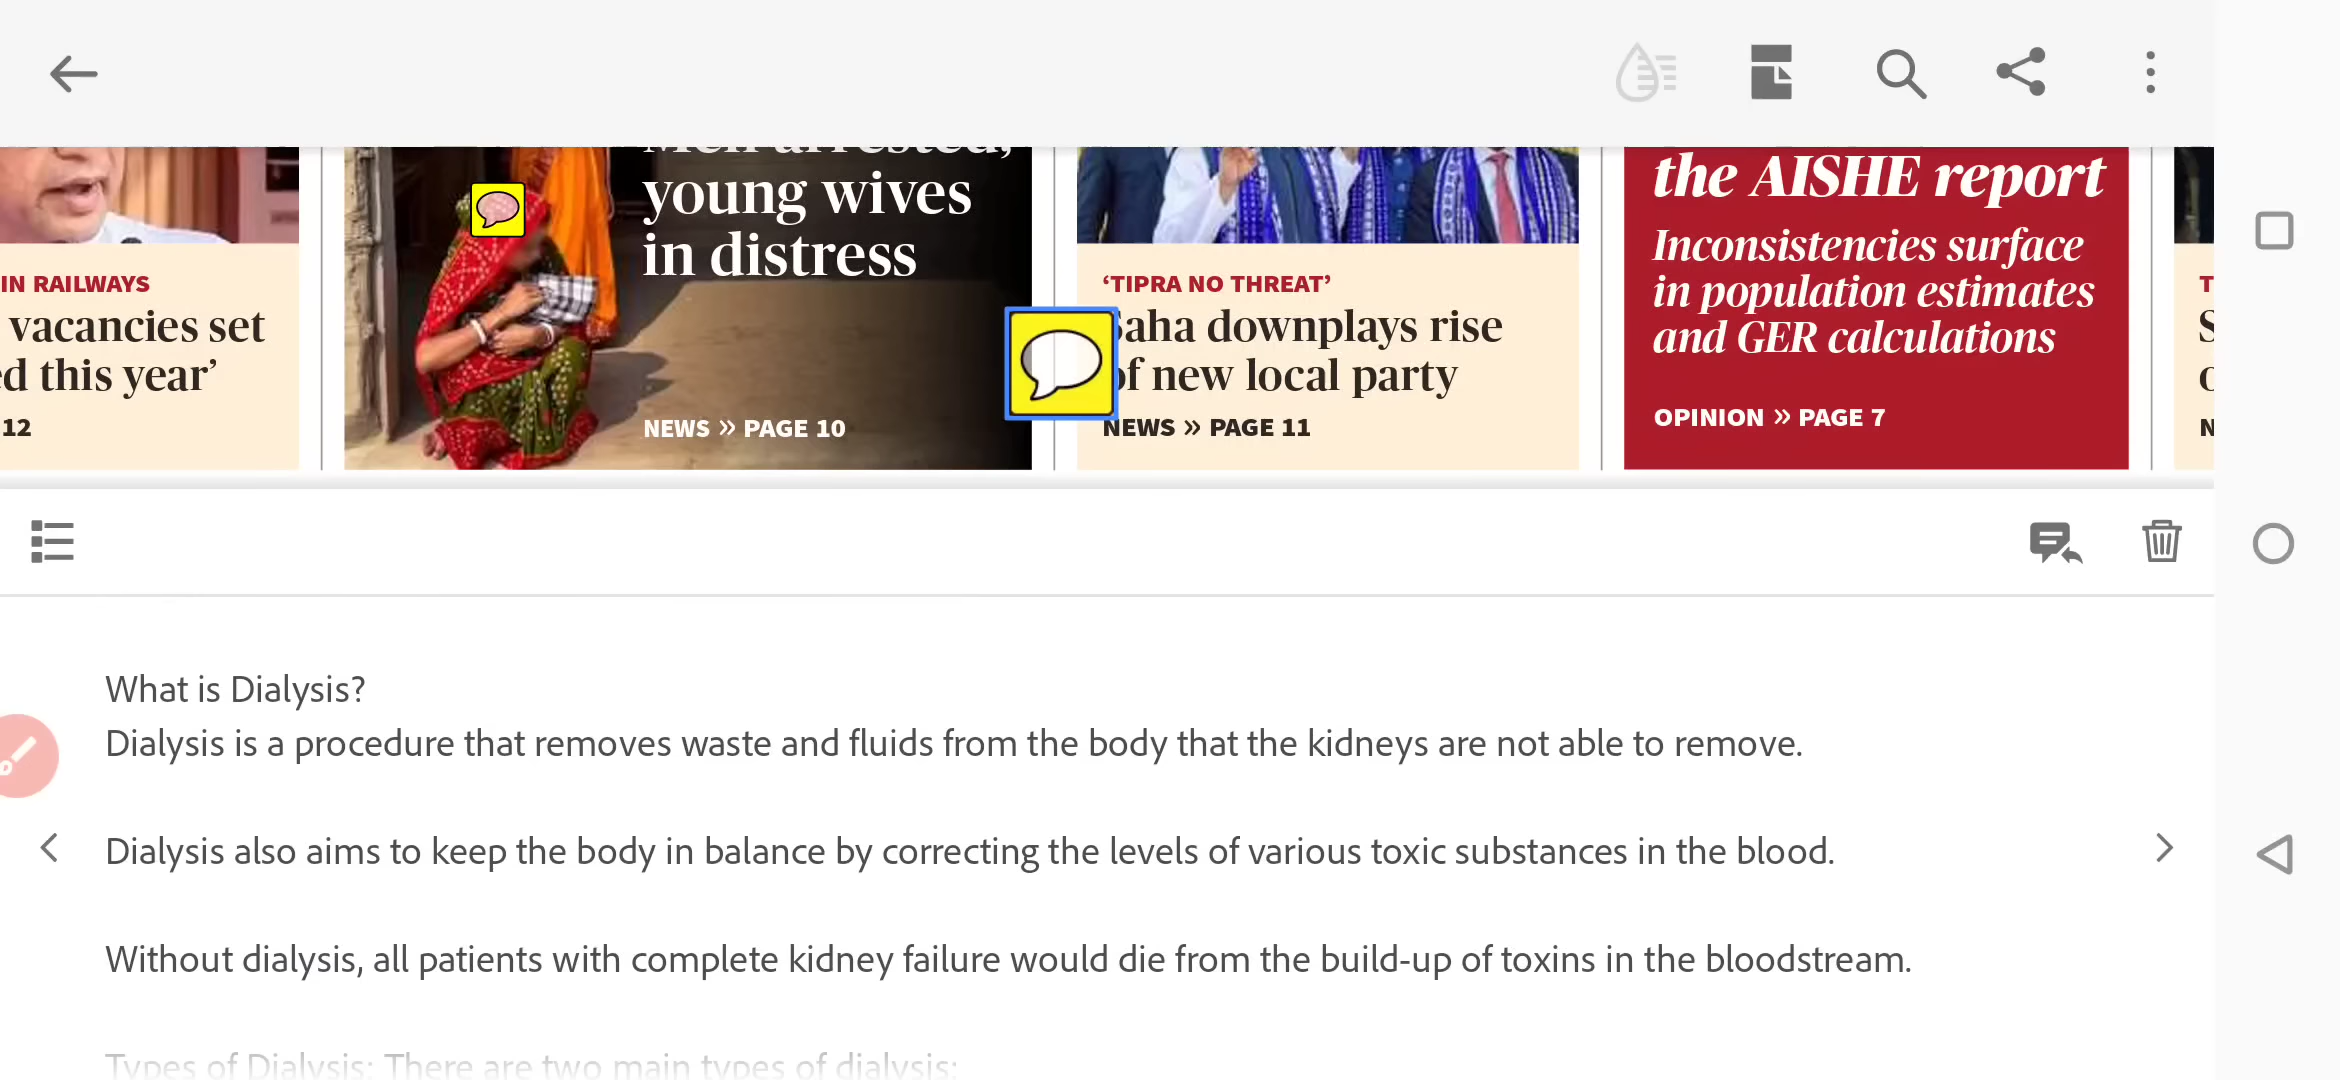 Men arrested,
young wives
in distress
NEWS » PAGE 10
IN RAILWAYS
vacancies set
ed this year’
12
‘TIPRA NO THREAT’
Saha downplays rise
of new local party
NEWS » PAGE 11
the AISHE report
Inconsistencies surface
in population estimates
and GER calculations
OPINION » PAGE 7
What is Dialysis?
Dialysis is a procedure that removes waste and fluids from the body that the kidneys are not able to remove.
Dialysis also aims to keep the body in balance by correcting the levels of various toxic substances in the blood.
Without dialysis, all patients with complete kidney failure would die from the build-up of toxins in the bloodstream.
Types of Dialysis: There are two main types of dialysis: